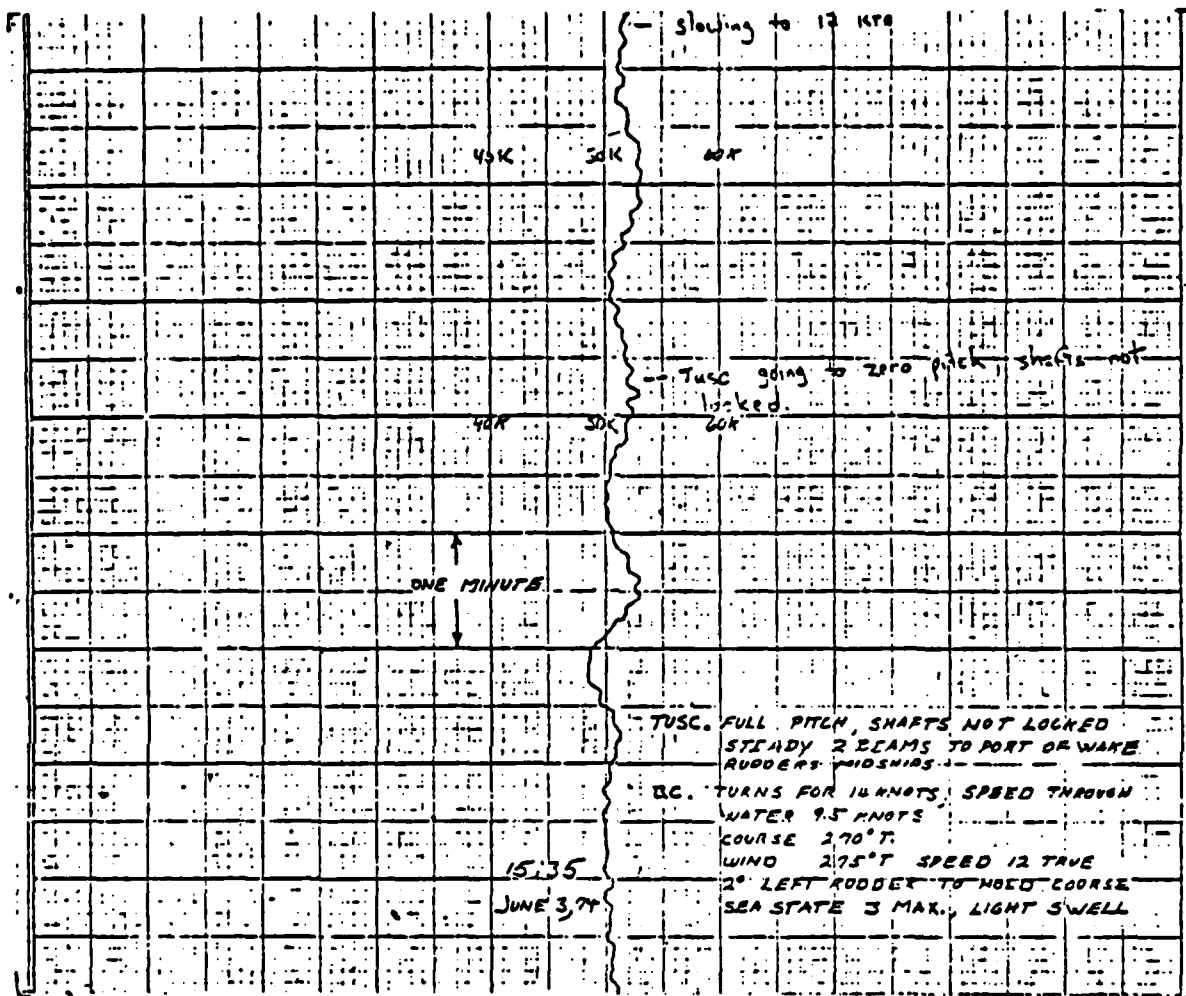 slowing to 12 KTS
40K 50K 60K
Tusc going to zero pitch, shafts not
locked.
40K 50K 60K
ONE MINUTE
TUSC. FULL PITCH, SHAFTS NOT LOCKED
STEADY 2 BEAMS TO PORT OF WAKE
RUDDERS MIDSHIPS
B.C. TURNS FOR 14 KNOTS, SPEED THROUGH
WATER 9.5 KNOTS
COURSE 270°T.
WIND 275°T SPEED 12 TRUE
2° LEFT RUDDER TO HOLD COURSE
SEA STATE 3 MAX., LIGHT SWELL
15:35
JUNE 3, 74